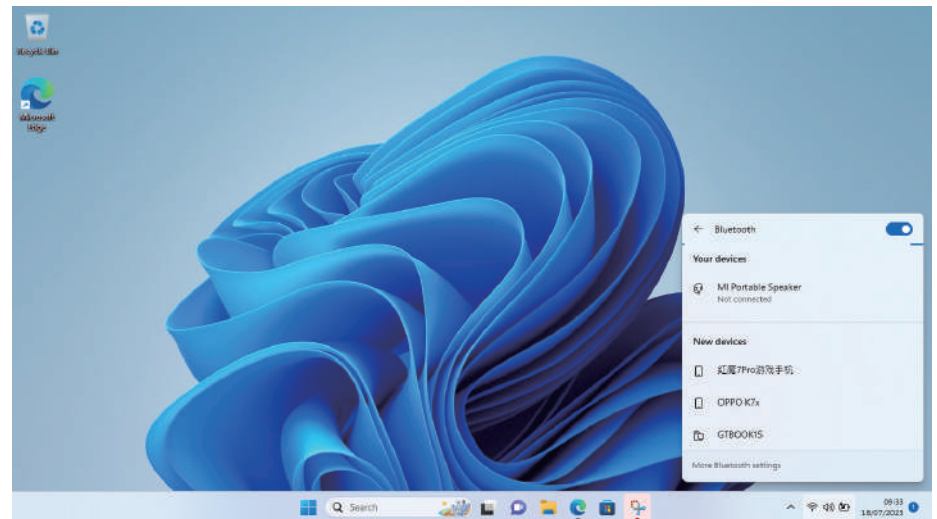 Recycle Bin
Microsoft
Edge
Bluetooth
Your devices
MI Portable Speaker
Not connected
New devices
红魔7Pro游戏手机
OPPO K7x
GTBOOK15
More Bluetooth settings
Search
09:33
18/07/2023